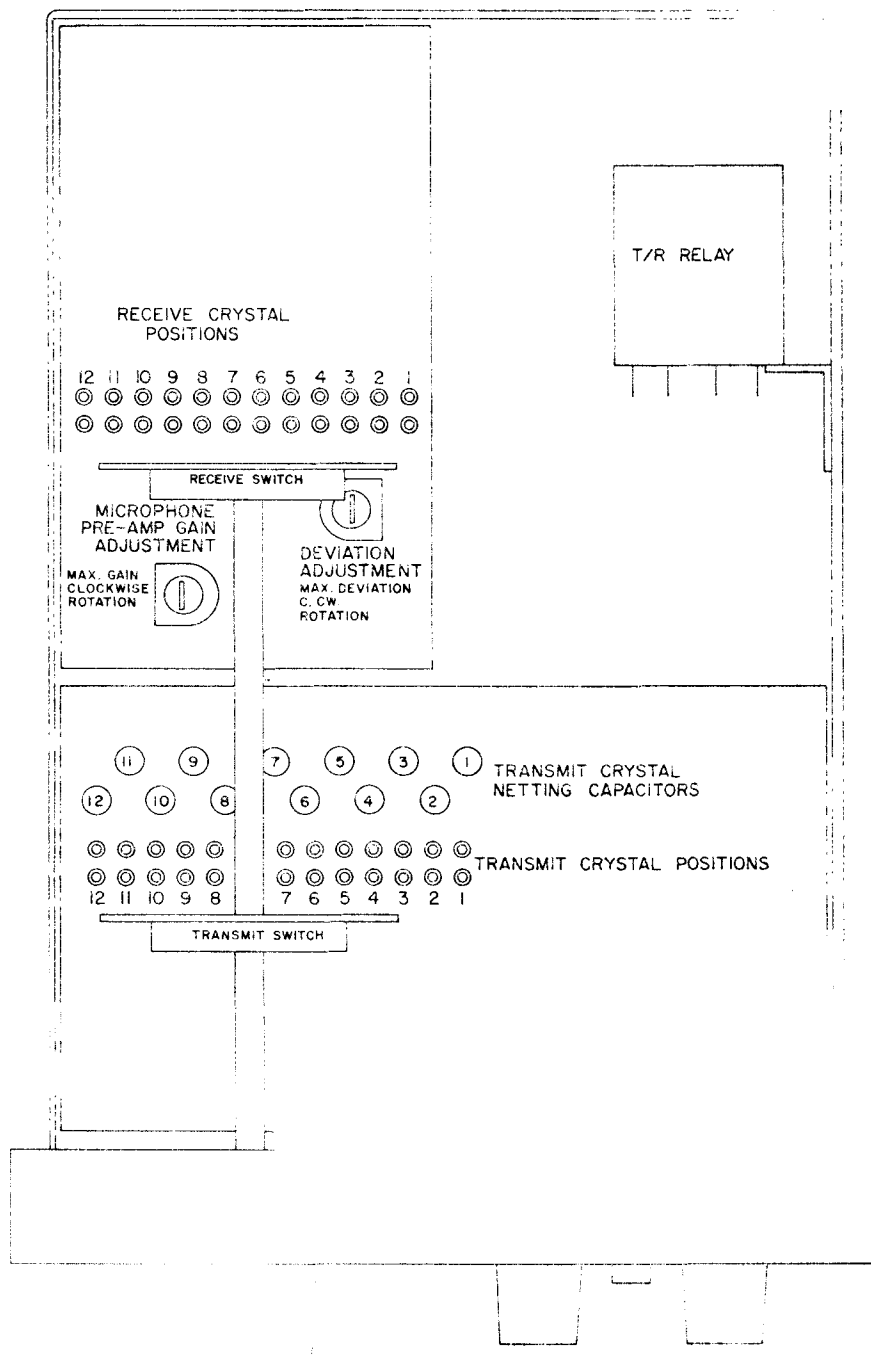 T/R RELAY
RECEIVE CRYSTAL
POSITIONS
12 11 10 9 8 7 6 5 4 3 2 1
RECEIVE SWITCH
MICROPHONE
PRE-AMP GAIN
ADJUSTMENT
MAX. GAIN
CLOCKWISE
ROTATION
DEVIATION
ADJUSTMENT
MAX. DEVIATION
C. CW.
ROTATION
11 9 7 5 3 1
12 10 8 6 4 2
TRANSMIT CRYSTAL
NETTING CAPACITORS
TRANSMIT CRYSTAL POSITIONS
12 11 10 9 8 7 6 5 4 3 2 1
TRANSMIT SWITCH